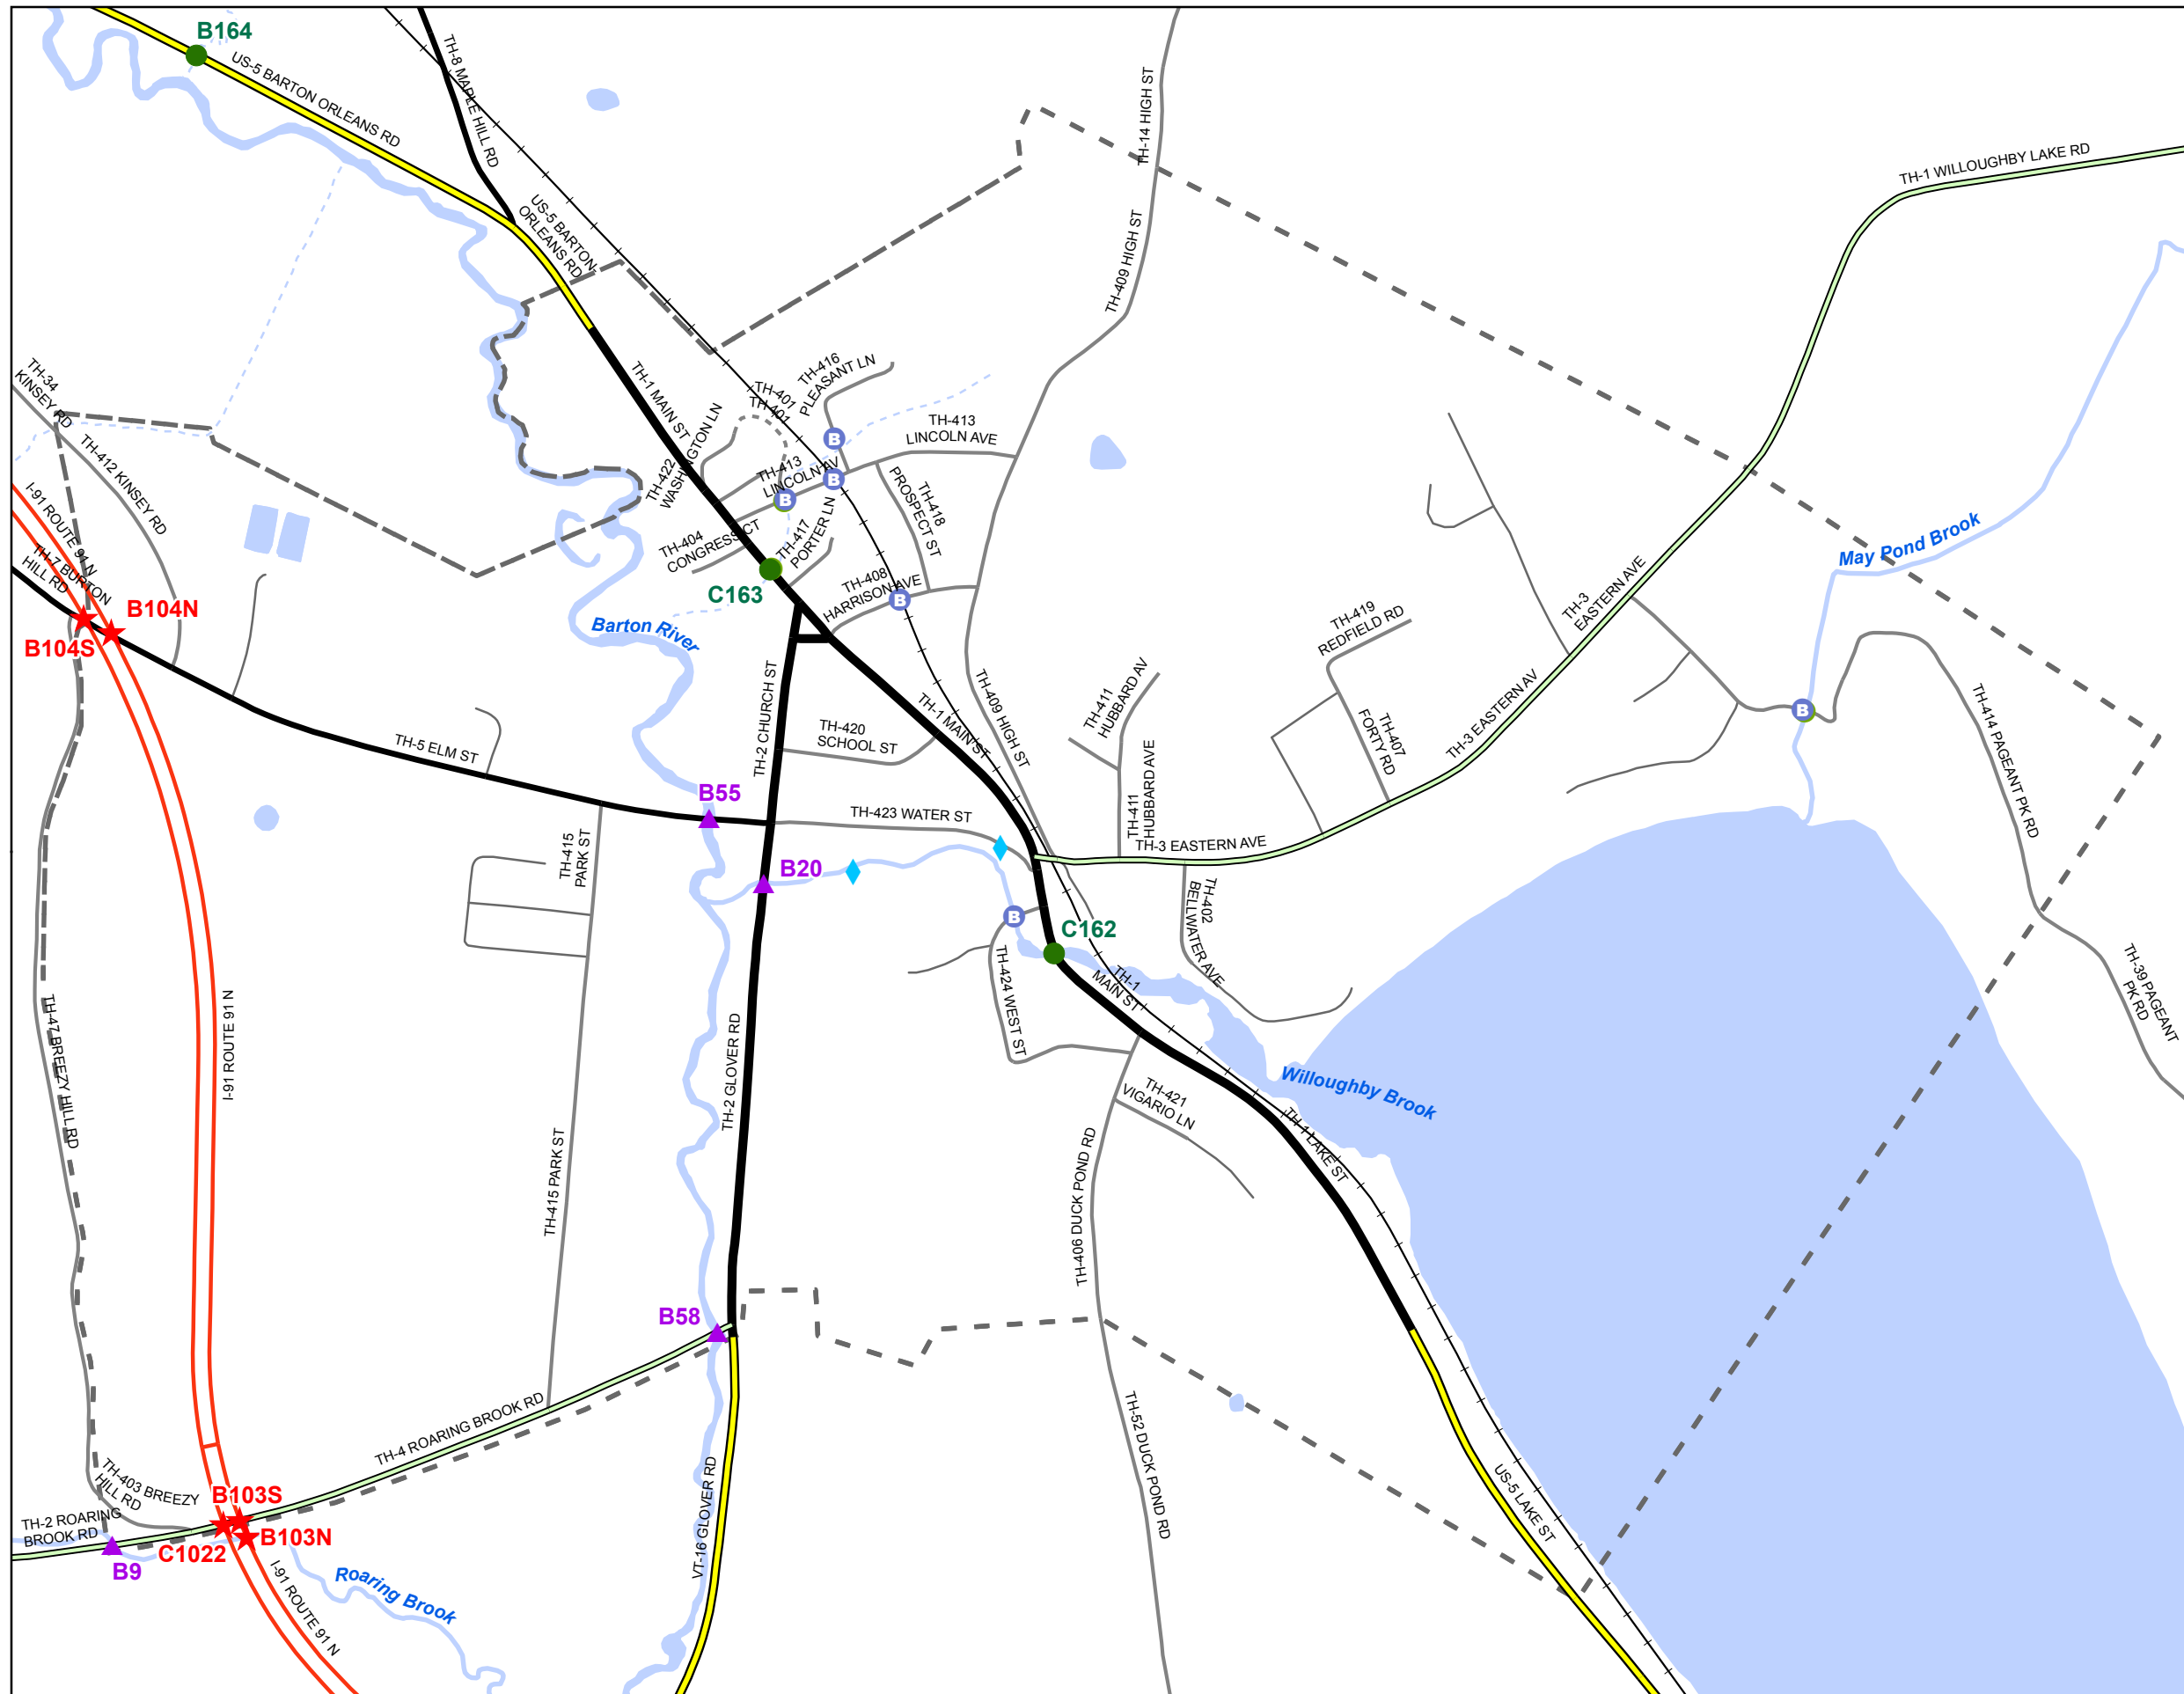 B164
US-5 BARTON ORLEANS RD
TH-8 MAPLE HILL RD
TH-14 HIGH ST
TH-1 WILLOUGHBY LAKE RD
US-5 BARTON
ORLEANS RD
TH-409 HIGH ST
TH-34
KINSEY RD
TH-1 MAIN ST
TH-401
TH-401
TH-416
PLEASANT LN
TH-413
LINCOLN AVE
TH-412 KINSEY RD
TH-422
WASHINGTON LN
TH-413
LINCOLN AV
B
B
B
TH-418
PROSPECT ST
I-91 ROUTE 91 N
TH-404
CONGRESS CT
TH-417
PORTER LN
May Pond Brook
TH-7 BURTON
HILL RD
C163
TH-408
HARRISON AVE
B
B104N
B104S
Barton River
TH-419
REDFIELD RD
TH-3
EASTERN AVE
TH-2 CHURCH ST
TH-1 MAIN ST
TH-409 HIGH ST
TH-411
HUBBARD AV
TH-407
FORTY RD
TH-3 EASTERN AV
B
TH-414 PAGEANT PK RD
TH-5 ELM ST
TH-420
SCHOOL ST
B55
TH-423 WATER ST
TH-411
HUBBARD AVE
TH-3 EASTERN AVE
TH-415
PARK ST
B20
B
C162
TH-402
BELLWATER AVE
TH-424 WEST ST
TH-1
MAIN ST
TH-39 PAGEANT
PK RD
TH-47 BREEZY HILL RD
I-91 ROUTE 91 N
TH-2 GLOVER RD
Willoughby Brook
TH-421
VIGARIO LN
TH-1 LAKE ST
TH-415 PARK ST
TH-406 DUCK POND RD
B58
TH-4 ROARING BROOK RD
TH-52 DUCK POND RD
TH-403 BREEZY
HILL RD
B103S
US-5 LAKE ST
TH-2 ROARING
BROOK RD
B103N
C1022
B9
VT-16 GLOVER RD
I-91 ROUTE 91 N
Roaring Brook